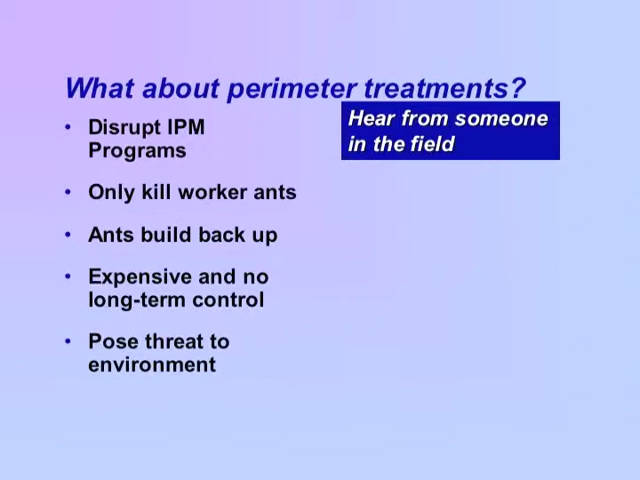 What about perimeter treatments?
Hear from someone
in the field
• Disrupt IPM
Programs
• Only kill worker ants
• Ants build back up
• Expensive and no
long-term control
• Pose threat to
environment